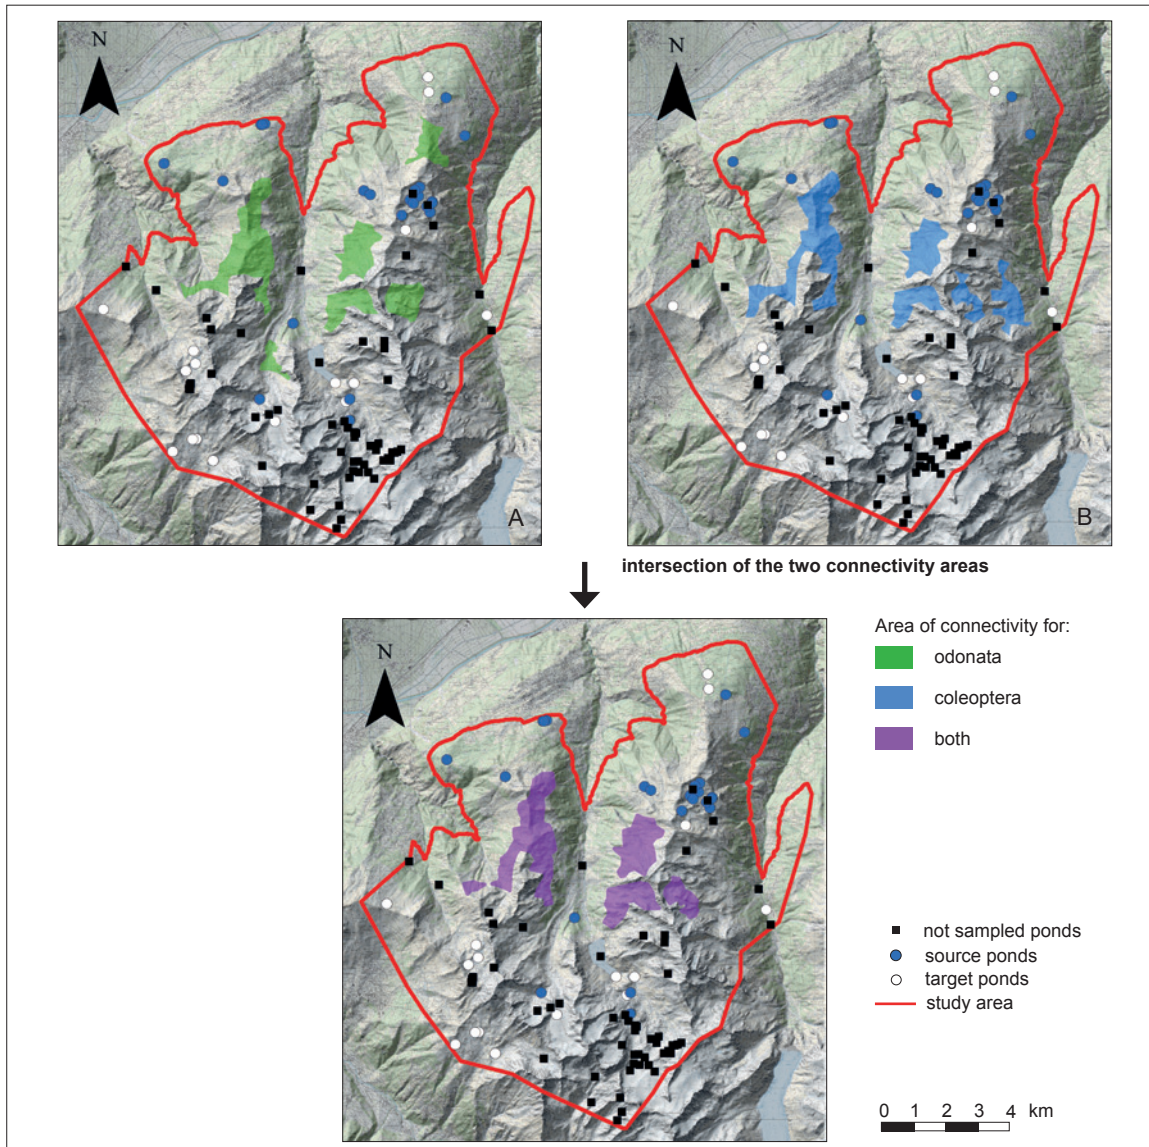 N
N
A
B
intersection of the two connectivity areas
N
Area of connectivity for:
odonata
coleoptera
both
not sampled ponds
source ponds
target ponds
study area
0 1 2 3 4 km